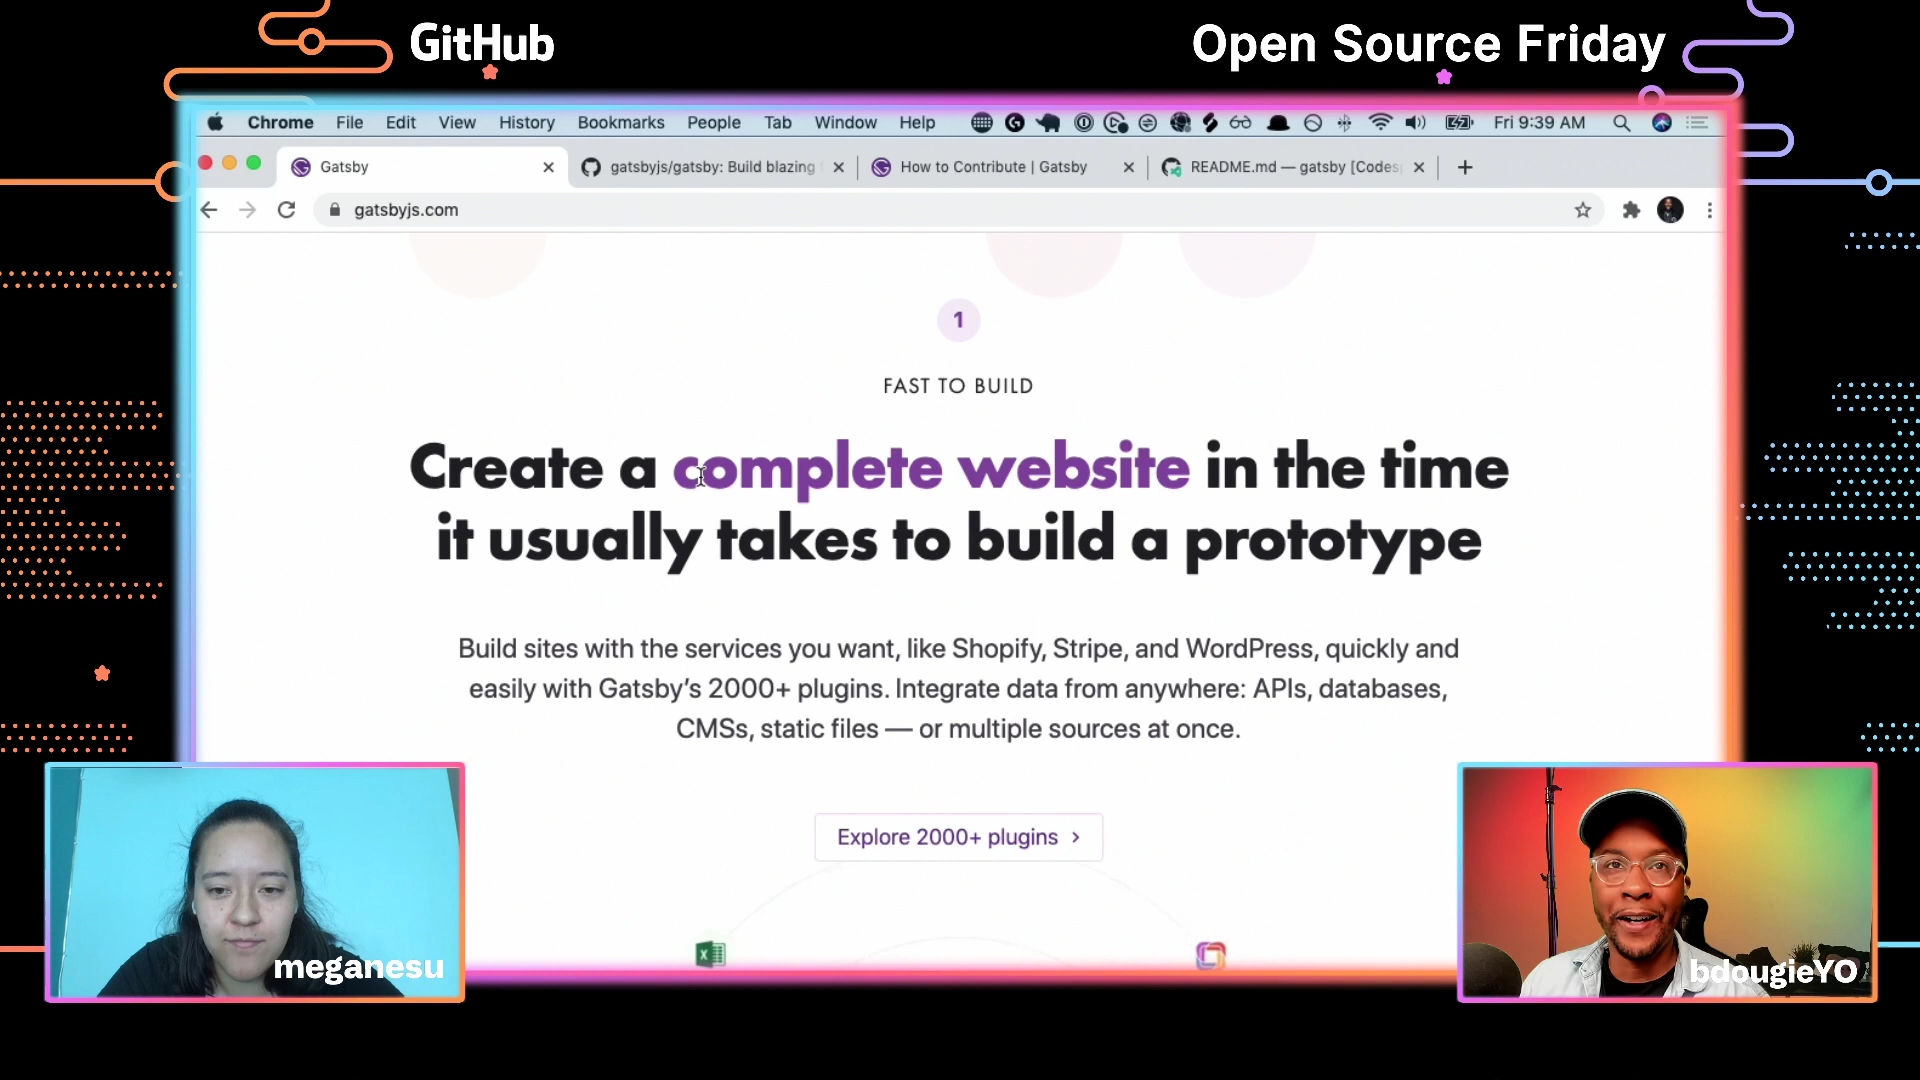 GitHub
Open Source Friday
Chrome File Edit View History Bookmarks People Tab Window Help Fri 9:39 AM
Gatsby
gatsbyjs/gatsby: Build blazing
How to Contribute | Gatsby
README.md — gatsby [Codesp
gatsbyjs.com
1
FAST TO BUILD
Create a complete website in the time
it usually takes to build a prototype
Build sites with the services you want, like Shopify, Stripe, and WordPress, quickly and
easily with Gatsby’s 2000+ plugins. Integrate data from anywhere: APIs, databases,
CMSs, static files — or multiple sources at once.
Explore 2000+ plugins
meganesu
bdougieYO